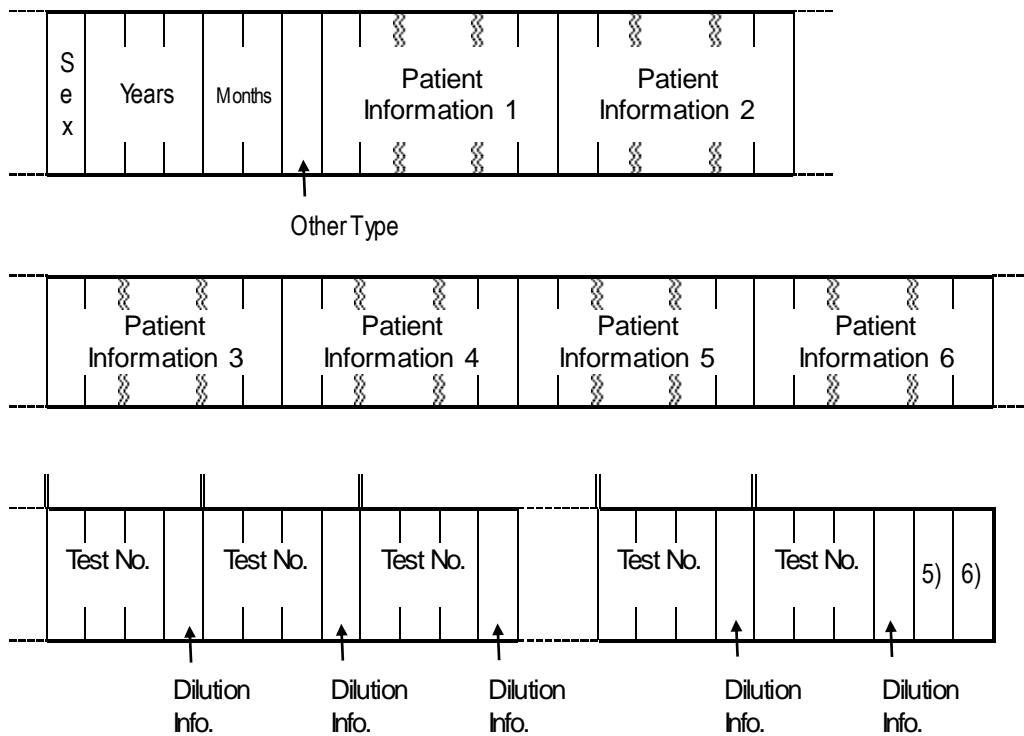 Sex
Years
Months
Patient
Information 1
Patient
Information 2
Other Type
Patient
Information 3
Patient
Information 4
Patient
Information 5
Patient
Information 6
Test No.
Test No.
Test No.
Test No.
Test No.
5)
6)
Dilution
Info.
Dilution
Info.
Dilution
Info.
Dilution
Info.
Dilution
Info.